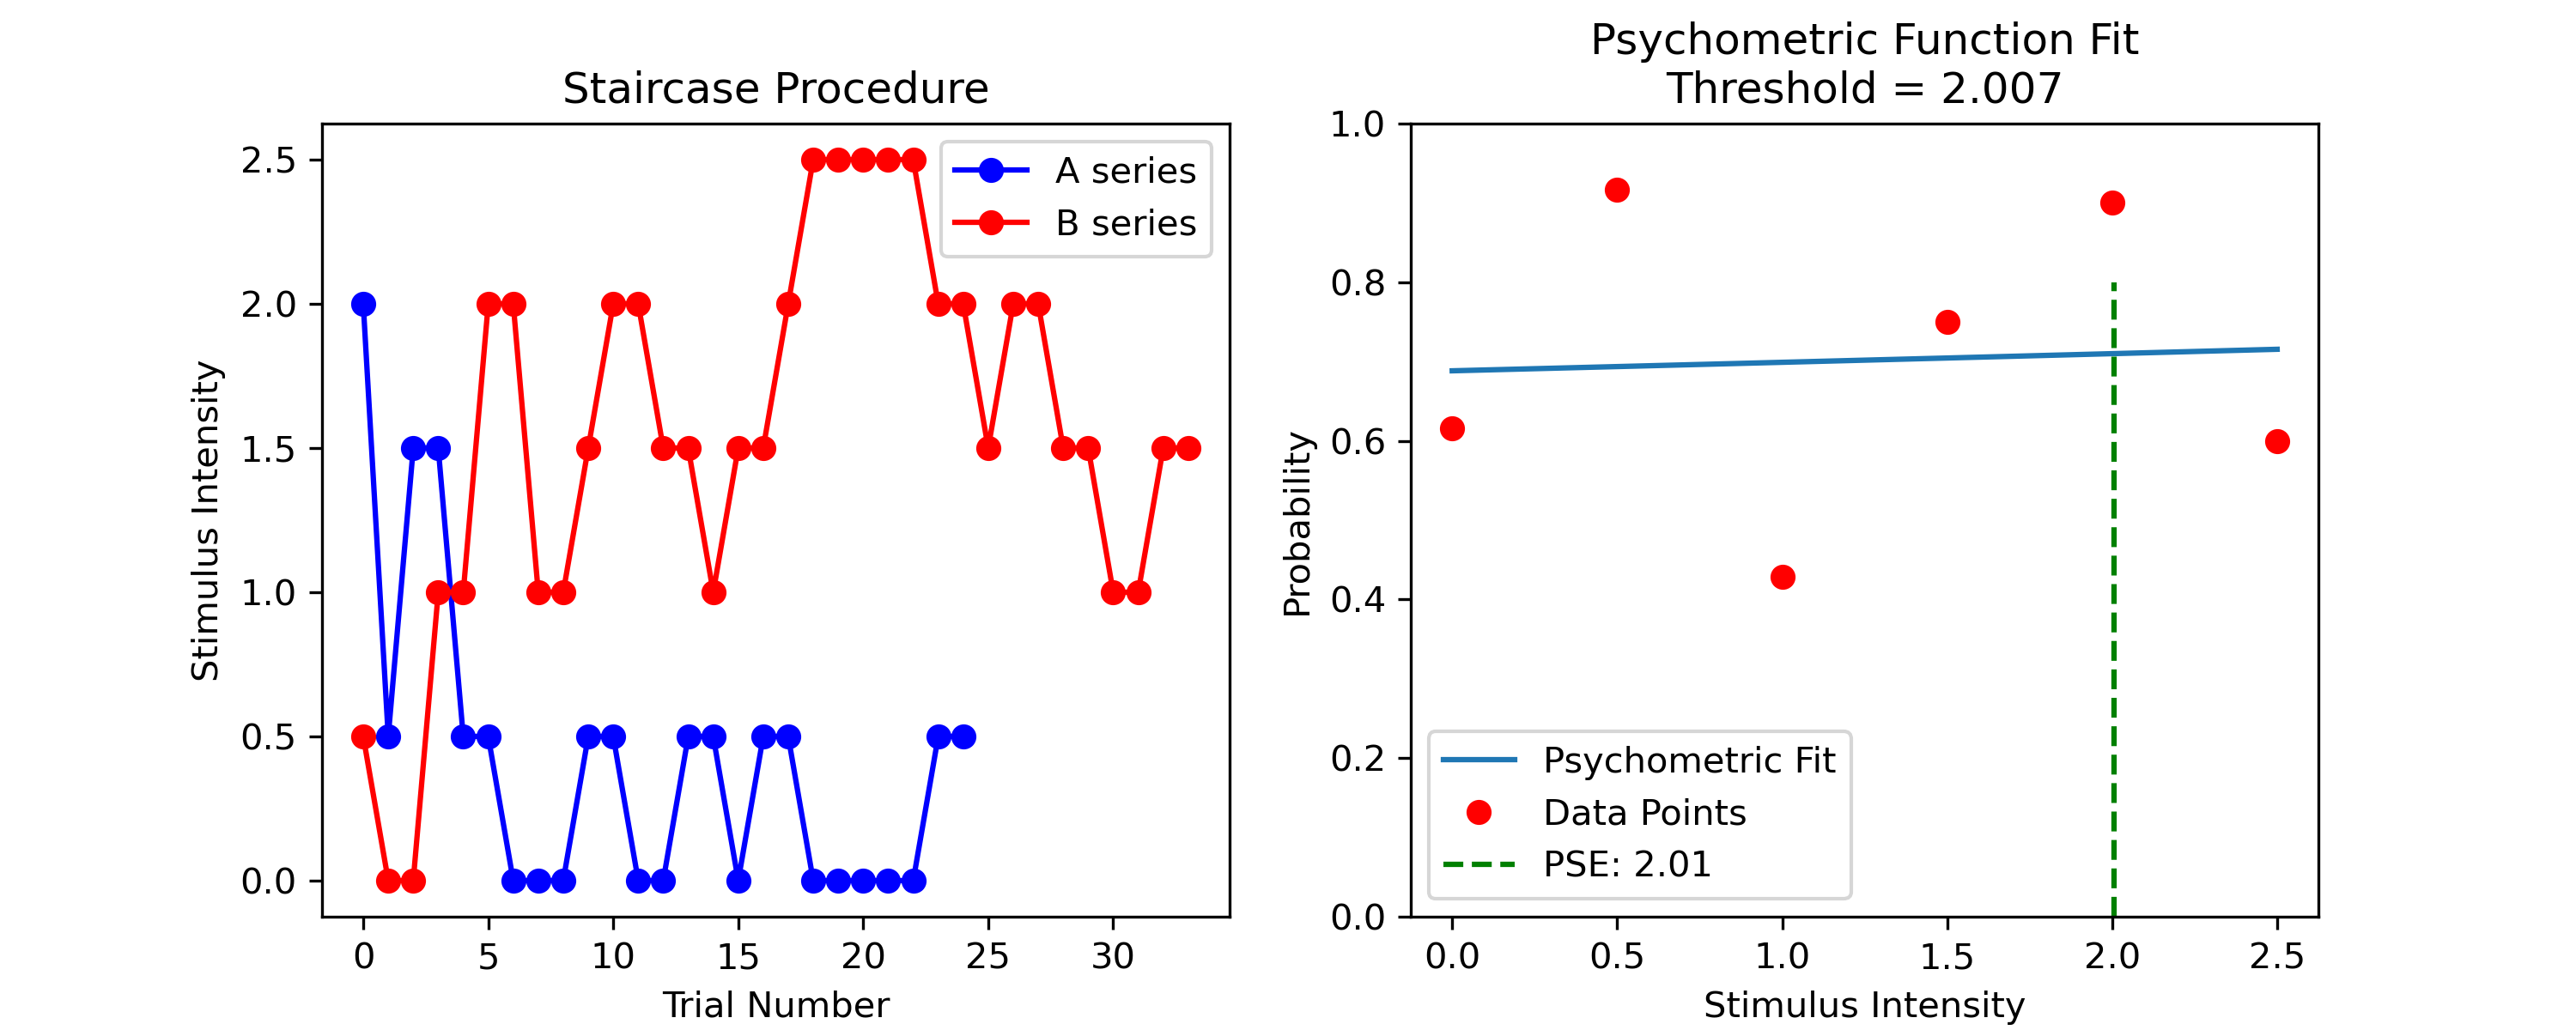 Staircase Procedure
2.5
2.0
1.5
1.0
0.5
0.0
Stimulus Intensity
0 5 10 15 20 25 30
Trial Number
A series
B series
Psychometric Function Fit
Threshold = 2.007
1.0
0.8
0.6
0.4
0.2
0.0
Probability
0.0 0.5 1.0 1.5 2.0 2.5
Stimulus Intensity
Psychometric Fit
Data Points
PSE: 2.01